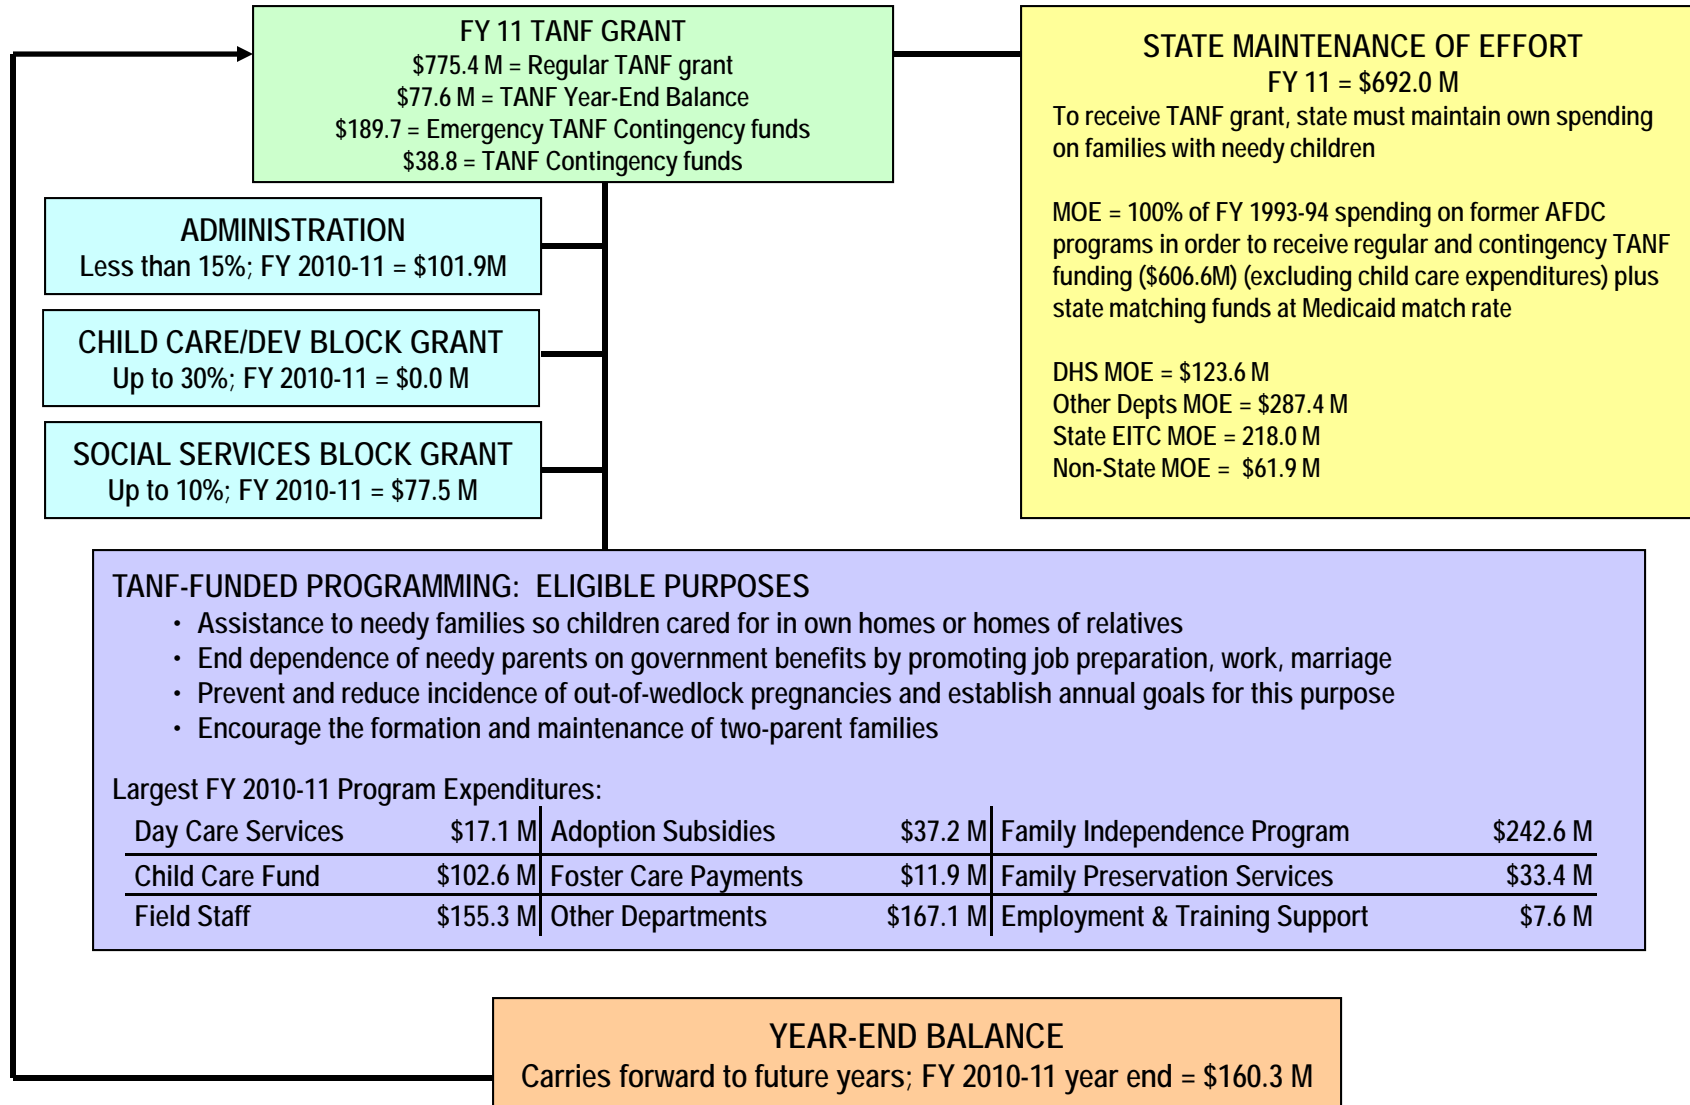 FY 11 TANF GRANT
$775.4 M = Regular TANF grant
$77.6 M = TANF Year-End Balance
$189.7 = Emergency TANF Contingency funds
$38.8 = TANF Contingency funds
STATE MAINTENANCE OF EFFORT
FY 11 = $692.0 M
To receive TANF grant, state must maintain own spending
on families with needy children
MOE = 100% of FY 1993-94 spending on former AFDC
programs in order to receive regular and contingency TANF
funding ($606.6M) (excluding child care expenditures) plus
state matching funds at Medicaid match rate
DHS MOE = $123.6 M
Other Depts MOE = $287.4 M
State EITC MOE = 218.0 M
Non-State MOE = $61.9 M
ADMINISTRATION
Less than 15%; FY 2010-11 = $101.9M
CHILD CARE/DEV BLOCK GRANT
Up to 30%; FY 2010-11 = $0.0 M
SOCIAL SERVICES BLOCK GRANT
Up to 10%; FY 2010-11 = $77.5 M
TANF-FUNDED PROGRAMMING: ELIGIBLE PURPOSES
• Assistance to needy families so children cared for in own homes or homes of relatives
• End dependence of needy parents on government benefits by promoting job preparation, work, marriage
• Prevent and reduce incidence of out-of-wedlock pregnancies and establish annual goals for this purpose
• Encourage the formation and maintenance of two-parent families
Largest FY 2010-11 Program Expenditures:
Day Care Services $17.1 M Adoption Subsidies $37.2 M Family Independence Program $242.6 M
Child Care Fund $102.6 M Foster Care Payments $11.9 M Family Preservation Services $33.4 M
Field Staff $155.3 M Other Departments $167.1 M Employment & Training Support $7.6 M
YEAR-END BALANCE
Carries forward to future years; FY 2010-11 year end = $160.3 M